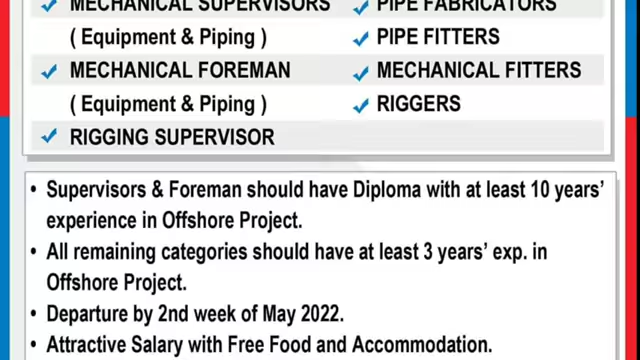 MECHANICAL SUPERVISORS
( Equipment & Piping )
MECHANICAL FOREMAN
( Equipment & Piping )
RIGGING SUPERVISOR
PIPE FABRICATORS
PIPE FITTERS
MECHANICAL FITTERS
RIGGERS
• Supervisors & Foreman should have Diploma with at least 10 years’
experience in Offshore Project.
• All remaining categories should have at least 3 years’ exp. in
Offshore Project.
• Departure by 2nd week of May 2022.
• Attractive Salary with Free Food and Accommodation.